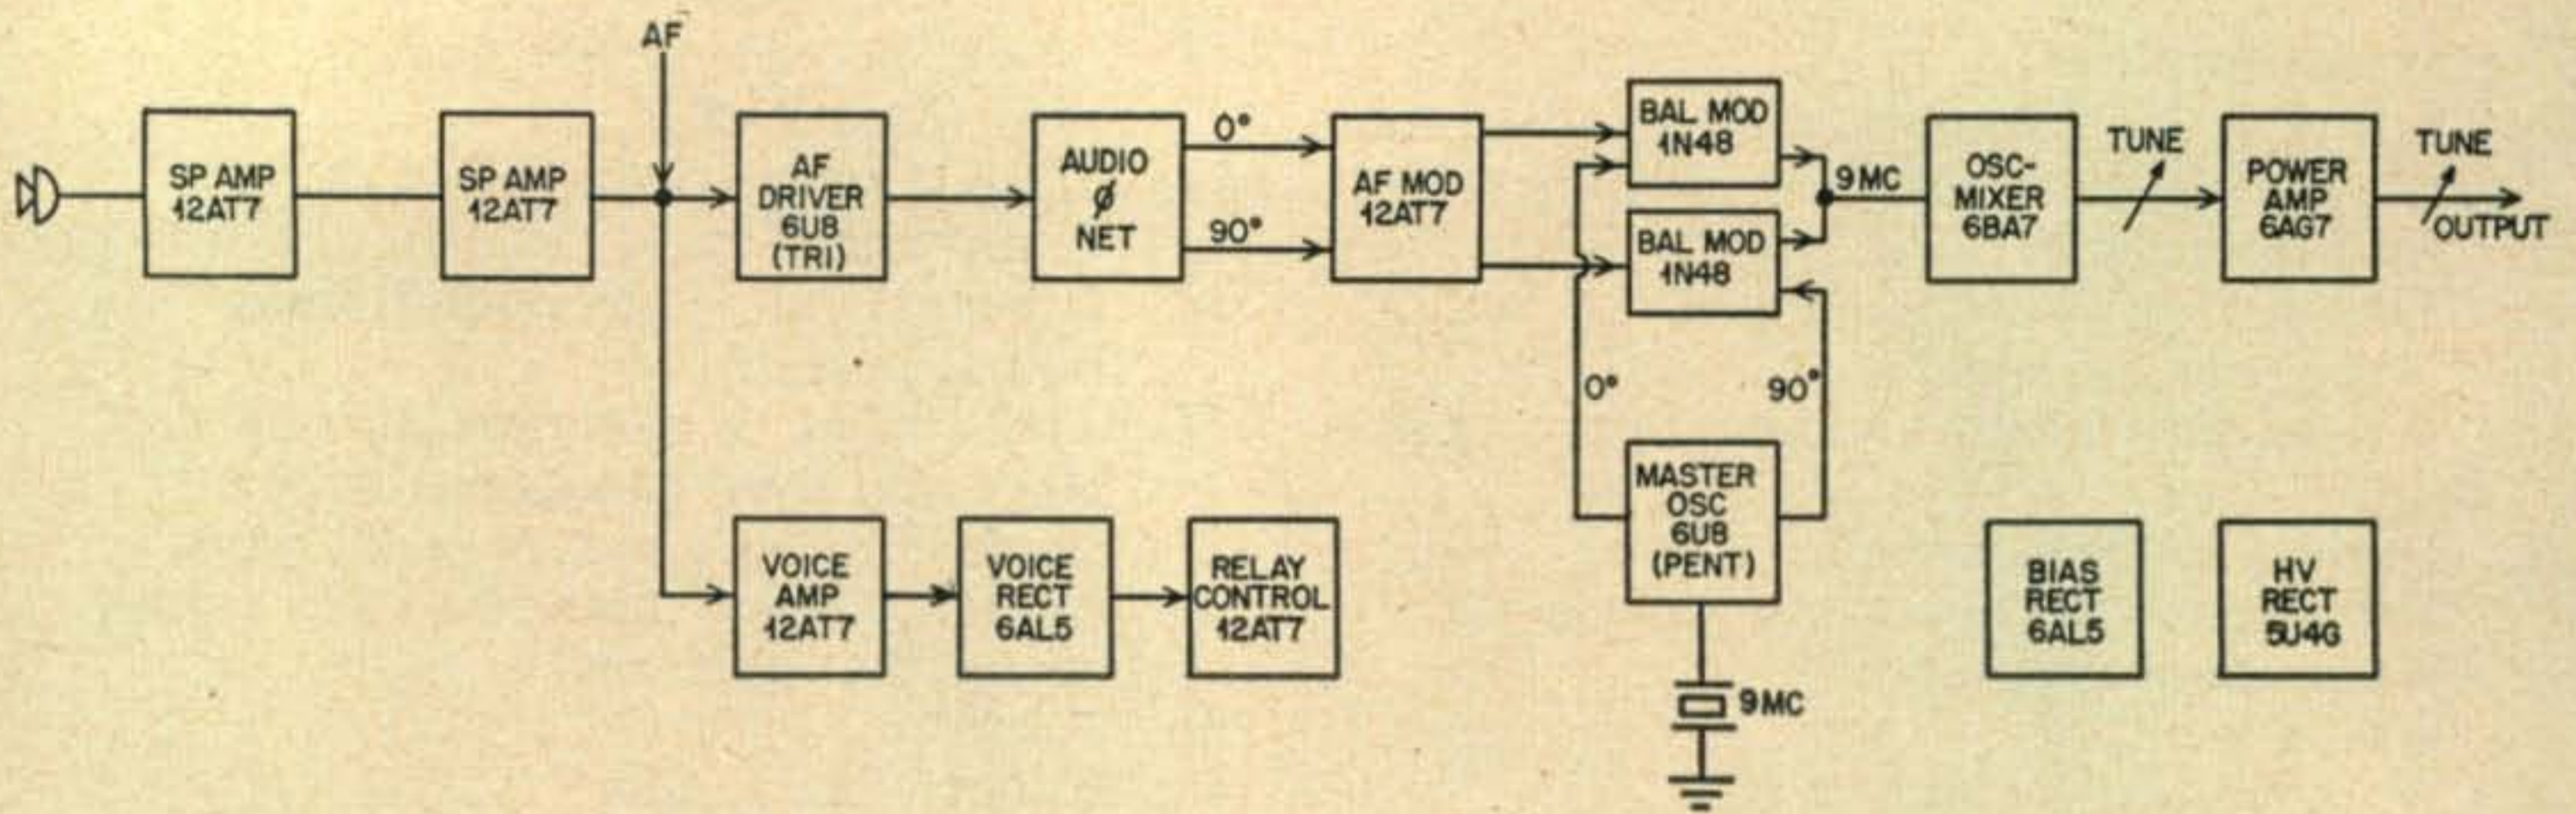 AF
SP AMP
12AT7
SP AMP
12AT7
AF
DRIVER
6U8
(TRI)
AUDIO
Ø
NET
0°
90°
AF MOD
12AT7
BAL MOD
1N48
BAL MOD
1N48
9 MC
OSC-
MIXER
6BA7
TUNE
POWER
AMP
6AG7
TUNE
OUTPUT
0°
90°
MASTER
OSC
6U8
(PENT)
9 MC
VOICE
AMP
12AT7
VOICE
RECT
6AL5
RELAY
CONTROL
12AT7
BIAS
RECT
6AL5
HV
RECT
5U4G